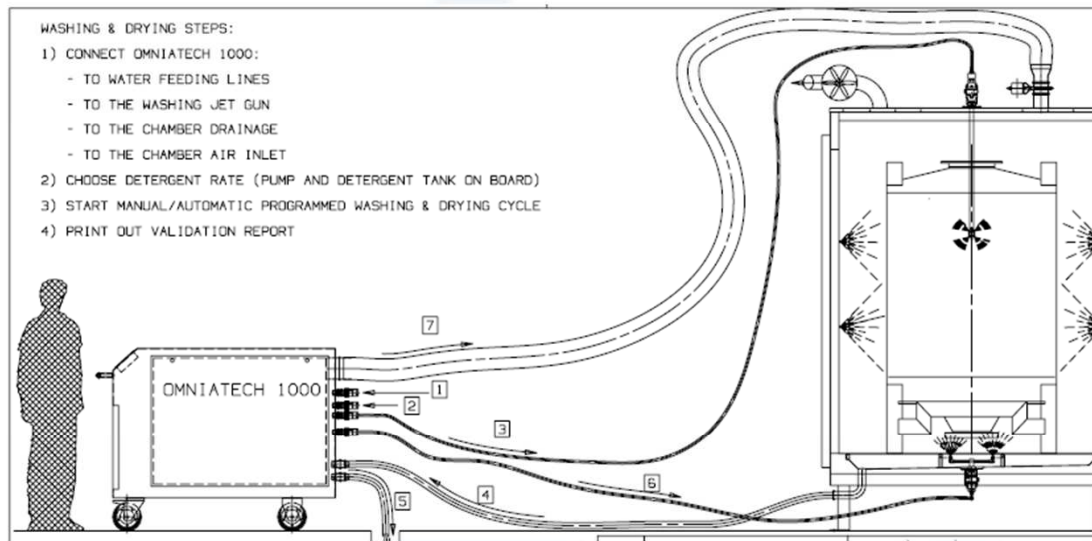 WASHING & DRYING STEPS:
1) CONNECT OMNIATECH 1000:
- TO WATER FEEDING LINES
- TO THE WASHING JET GUN
- TO THE CHAMBER DRAINAGE
- TO THE CHAMBER AIR INLET
2) CHOOSE DETERGENT RATE (PUMP AND DETERGENT TANK ON BOARD)
3) START MANUAL/AUTOMATIC PROGRAMMED WASHING & DRYING CYCLE
4) PRINT OUT VALIDATION REPORT
7
OMNIATECH 1000
1
2
3
6
4
5